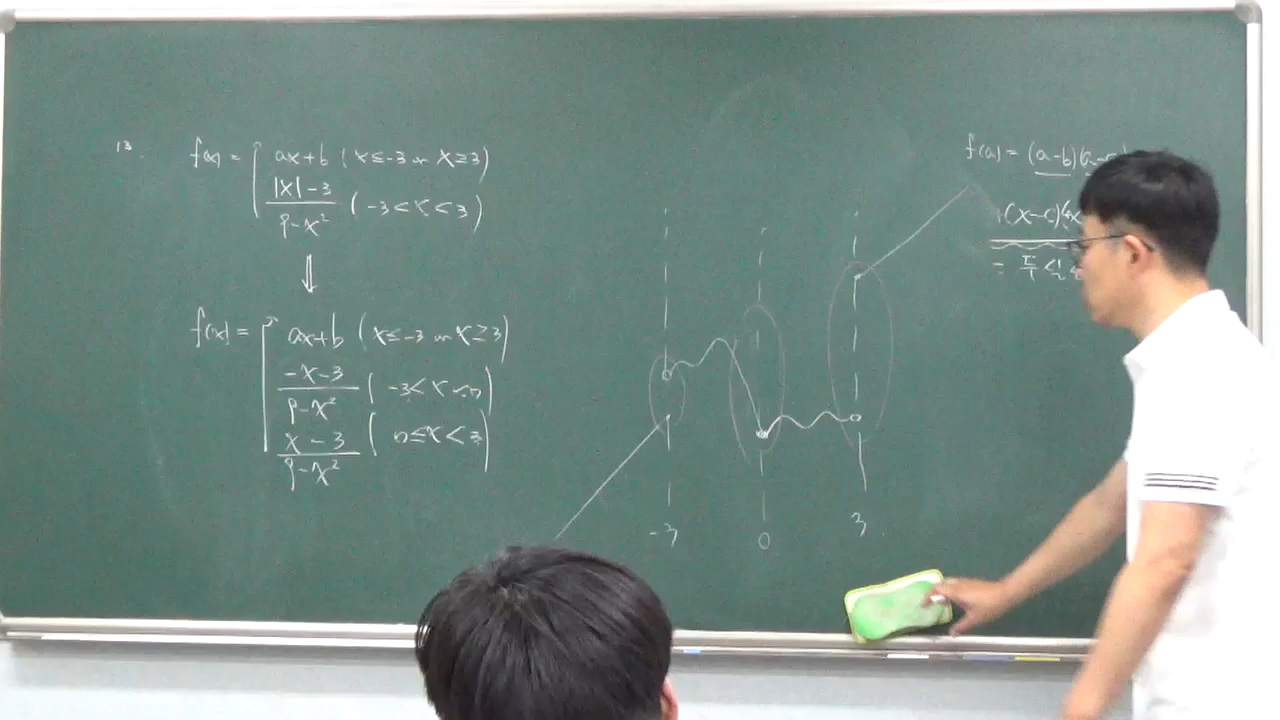 13.
f(x) = ax+b (x≤-3 or x≥3)
|x|-3 / 9-x² (-3<x<3)
⇓
f(x) = ax+b (x≤-3 or x≥3)
-x-3 / 9-x² (-3<x<0)
x-3 / 9-x² (0≤x<3)
-3 0 3
f(a) = (a-b)(a-
(x-c)